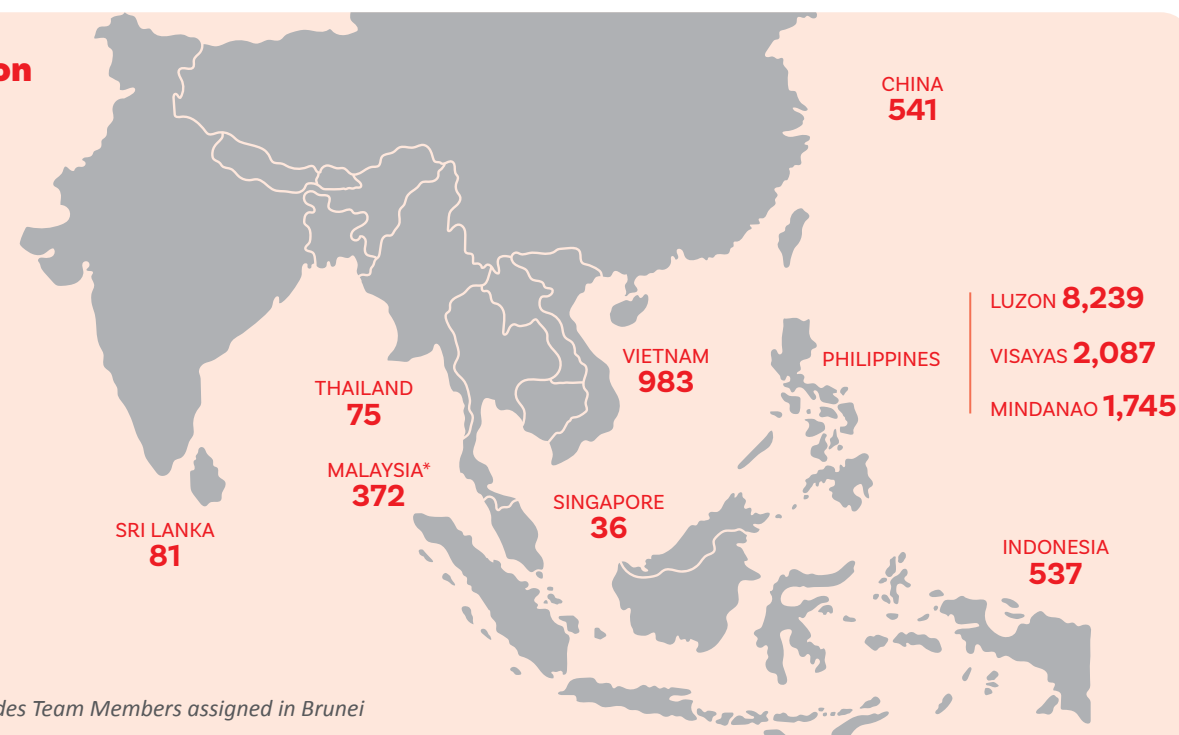 on
CHINA
541
LUZON 8,239
VISAYAS 2,087
MINDANAO 1,745
PHILIPPINES
VIETNAM
983
THAILAND
75
MALAYSIA*
372
SINGAPORE
36
SRI LANKA
81
INDONESIA
537
des Team Members assigned in Brunei